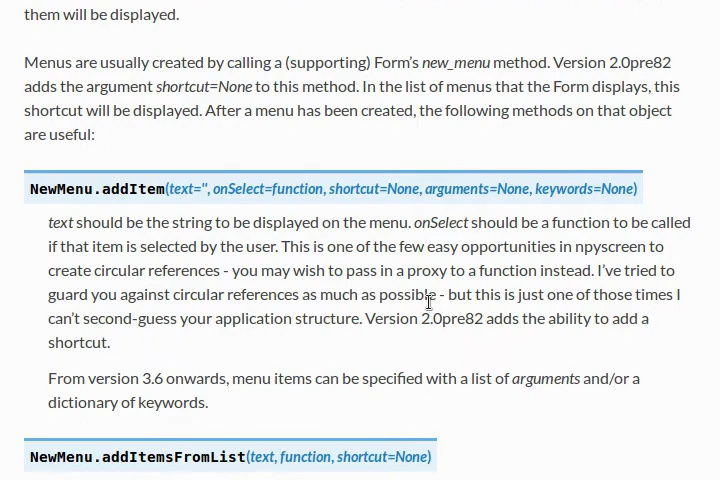 them will be displayed.
Menus are usually created by calling a (supporting) Form’s new_menu method. Version 2.0pre82
adds the argument shortcut=None to this method. In the list of menus that the Form displays, this
shortcut will be displayed. After a menu has been created, the following methods on that object
are useful:
NewMenu.addItem(text='', onSelect=function, shortcut=None, arguments=None, keywords=None)
text should be the string to be displayed on the menu. onSelect should be a function to be called
if that item is selected by the user. This is one of the few easy opportunities in npyscreen to
create circular references - you may wish to pass in a proxy to a function instead. I’ve tried to
guard you against circular references as much as possible - but this is just one of those times I
can’t second-guess your application structure. Version 2.0pre82 adds the ability to add a
shortcut.
From version 3.6 onwards, menu items can be specified with a list of arguments and/or a
dictionary of keywords.
NewMenu.addItemsFromList(text, function, shortcut=None)